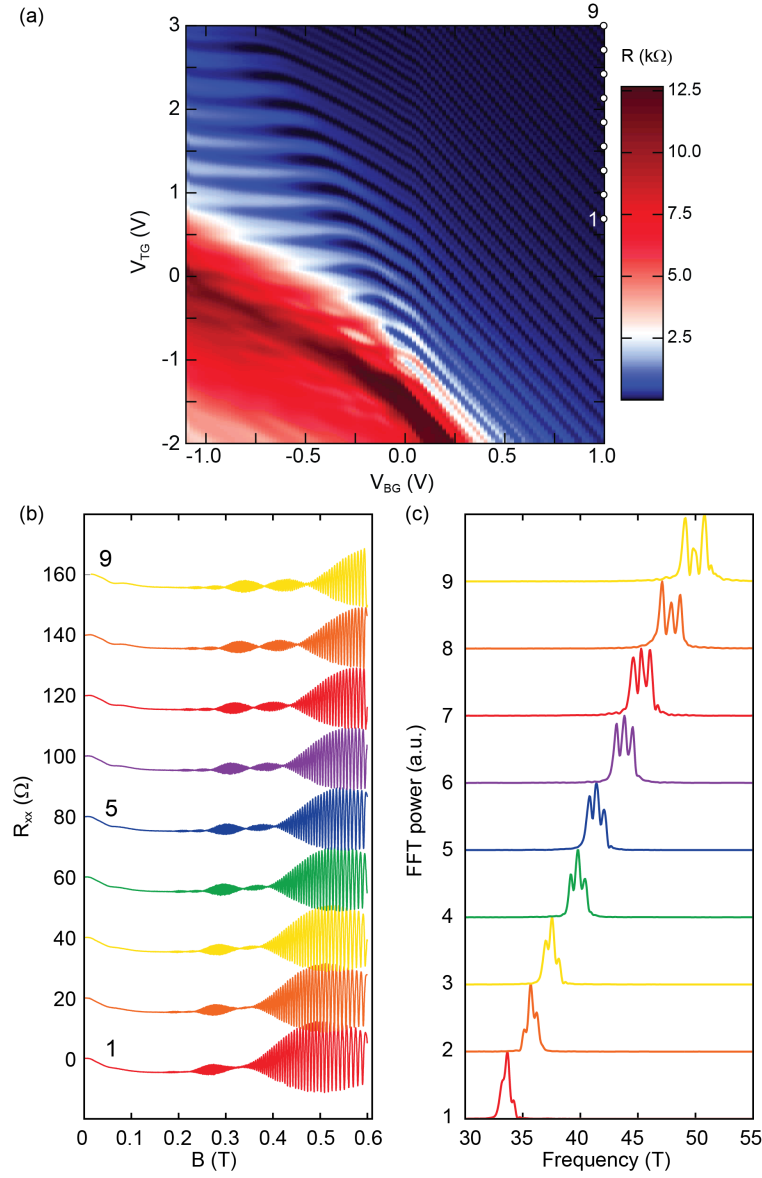 (a)
9
3
2
1
0
-1
-2
V_TG (V)
-1.0 -0.5 0.0 0.5 1.0
V_BG (V)
1
R (kΩ)
12.5
10.0
7.5
5.0
2.5
(b)
160
140
120
100
80
60
40
20
0
R_xx (Ω)
9
5
1
0 0.1 0.2 0.3 0.4 0.5 0.6
B (T)
(c)
9
8
7
6
5
4
3
2
1
FFT power (a.u.)
30 35 40 45 50 55
Frequency (T)